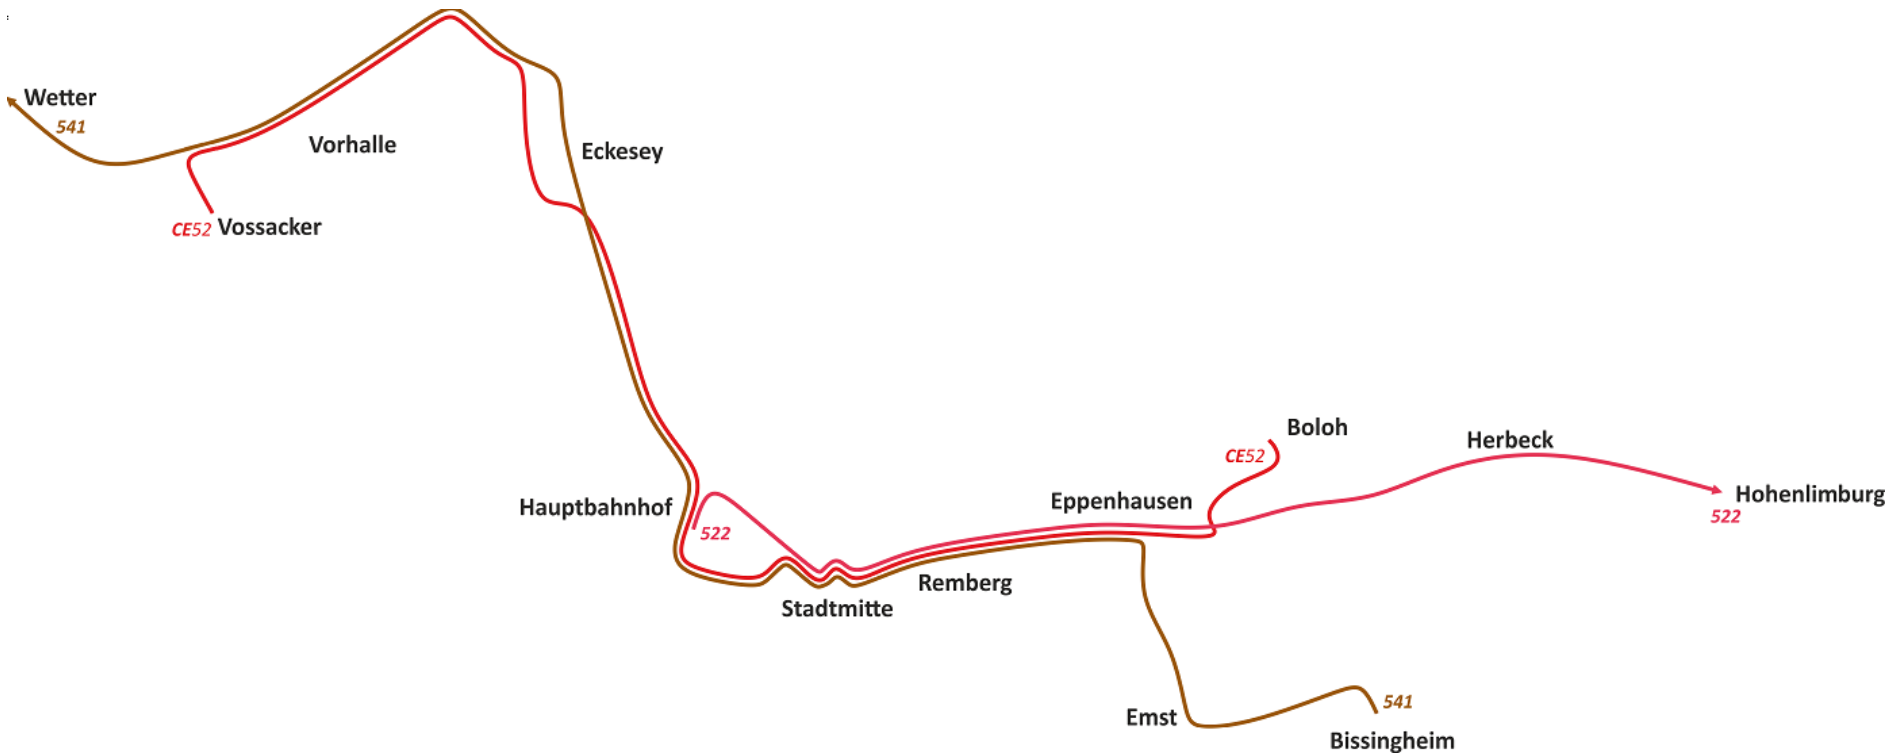 Wetter
541
Vorhalle
Eckesey
CE52 Vossacker
Boloh
CE52
Herbeck
Hauptbahnhof
522
Eppenhausen
Hohenlimburg
522
Remberg
Stadtmitte
Emst
541
Bissingheim